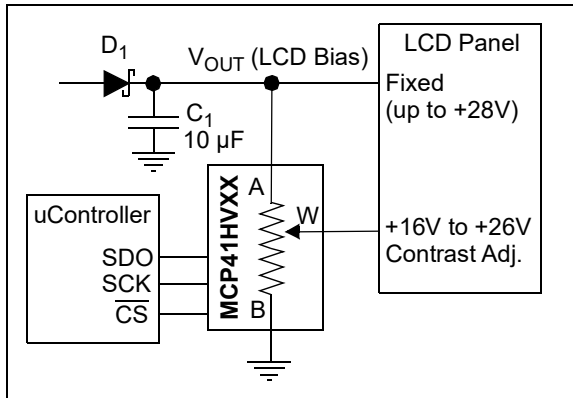 D1
VOUT (LCD Bias)
C1
10 µF
LCD Panel
Fixed
(up to +28V)
+16V to +26V
Contrast Adj.
uController
SDO
SCK
CS
MCP41HVXX
A
W
B